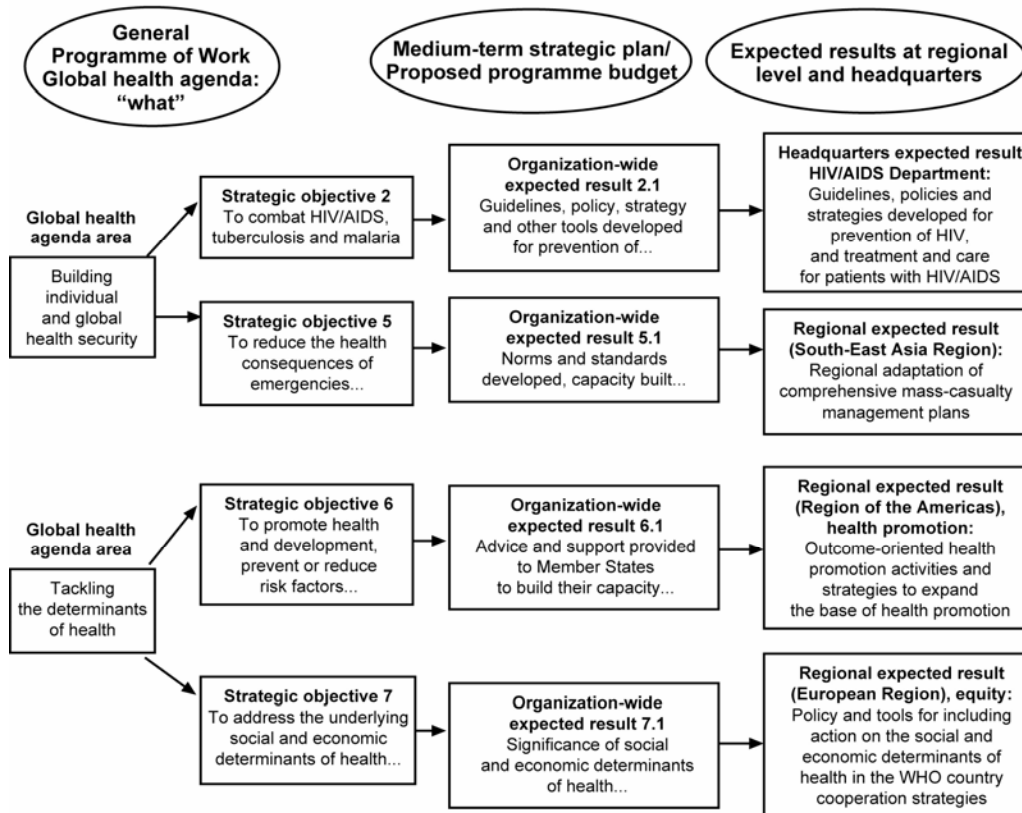 General
Programme of Work
Global health agenda:
“what”
Medium-term strategic plan/
Proposed programme budget
Expected results at regional
level and headquarters
Global health
agenda area
Building
individual
and global
health security
Strategic objective 2
To combat HIV/AIDS,
tuberculosis and malaria
Organization-wide
expected result 2.1
Guidelines, policy, strategy
and other tools developed
for prevention of...
Headquarters expected result
HIV/AIDS Department:
Guidelines, policies and
strategies developed for
prevention of HIV,
and treatment and care
for patients with HIV/AIDS
Strategic objective 5
To reduce the health
consequences of
emergencies...
Organization-wide
expected result 5.1
Norms and standards
developed, capacity built...
Regional expected result
(South-East Asia Region):
Regional adaptation of
comprehensive mass-casualty
management plans
Global health
agenda area
Tackling
the determinants
of health
Strategic objective 6
To promote health
and development,
prevent or reduce
risk factors...
Organization-wide
expected result 6.1
Advice and support provided
to Member States
to build their capacity...
Regional expected result
(Region of the Americas),
health promotion:
Outcome-oriented health
promotion activities and
strategies to expand
the base of health promotion
Strategic objective 7
To address the underlying
social and economic
determinants of health...
Organization-wide
expected result 7.1
Significance of social
and economic determinants
of health...
Regional expected result
(European Region), equity:
Policy and tools for including
action on the social and
economic determinants of
health in the WHO country
cooperation strategies